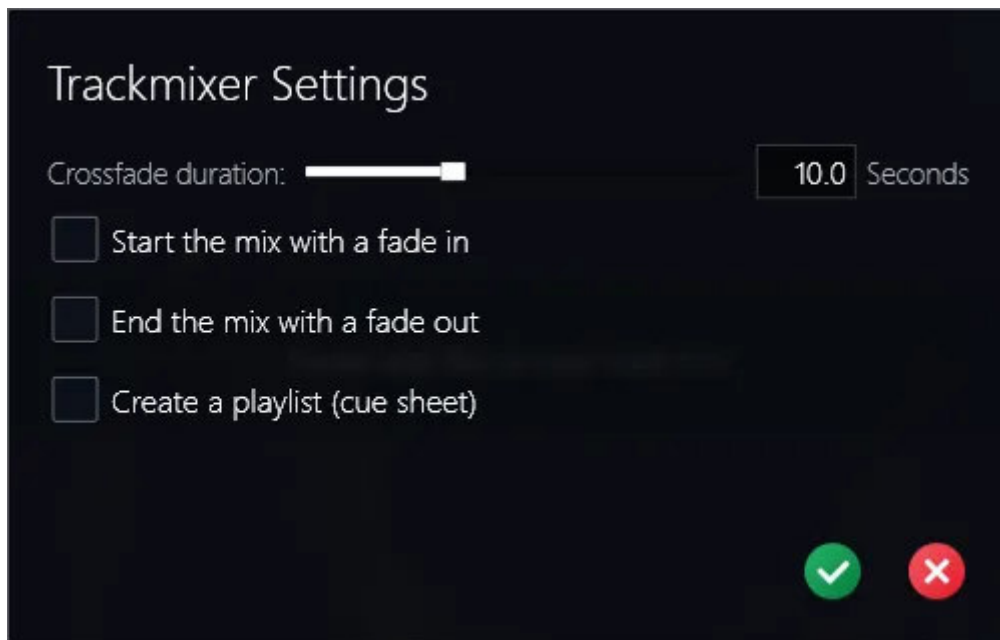 Trackmixer Settings
Crossfade duration: 10.0 Seconds
Start the mix with a fade in
End the mix with a fade out
Create a playlist (cue sheet)